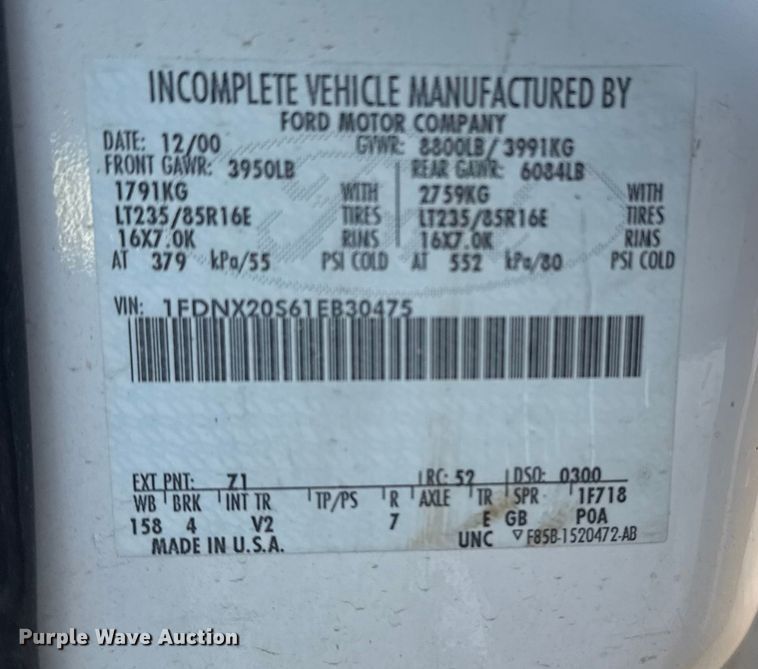 INCOMPLETE VEHICLE MANUFACTURED BY
FORD MOTOR COMPANY
DATE: 12/00 GVWR: 8800LB/3991KG
FRONT GAWR: 3950LB REAR GAWR: 6084LB
1791KG WITH 2759KG WITH
LT235/85R16E TIRES LT235/85R16E TIRES
16X7.0K RIMS 16X7.0K RIMS
AT 379 kPa/55 PSI COLD AT 552 kPa/80 PSI COLD
VIN: 1FDNX20S61EB30475
EXT PNT: Z1 RC: 52 DSO: 0300
WB BRK INT TR TP/PS R AXLE TR SPR 1F718
158 4 V2 7 E GB POA
MADE IN U.S.A. UNC ▽F85B-1520472-AB
Purple Wave Auction